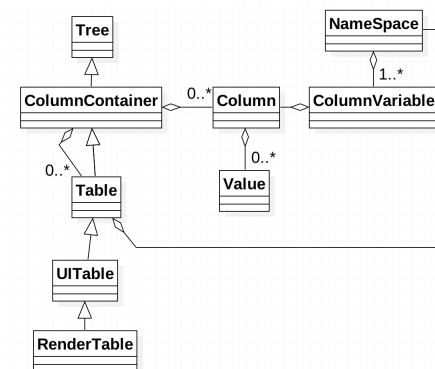 NameSpace
Tree
1..*
0..*
ColumnContainer
Column
ColumnVariable
0..*
0..*
Table
Value
UITable
RenderTable